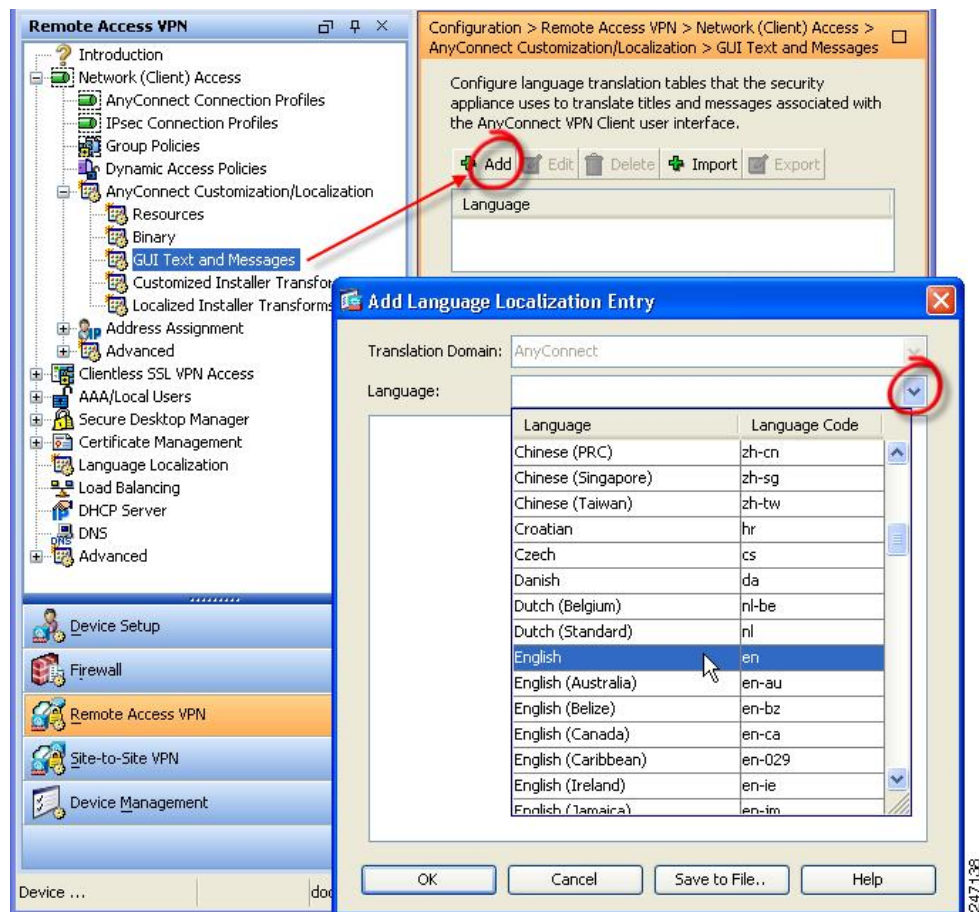 Remote Access VPN
Introduction
Network (Client) Access
AnyConnect Connection Profiles
IPsec Connection Profiles
Group Policies
Dynamic Access Policies
AnyConnect Customization/Localization
Resources
Binary
GUI Text and Messages
Customized Installer Transfor
Localized Installer Transforms
Address Assignment
Advanced
Clientless SSL VPN Access
AAA/Local Users
Secure Desktop Manager
Certificate Management
Language Localization
Load Balancing
DHCP Server
DNS
Advanced
Device Setup
Firewall
Remote Access VPN
Site-to-Site VPN
Device Management
Device ...
doc
Configuration > Remote Access VPN > Network (Client) Access >
AnyConnect Customization/Localization > GUI Text and Messages
Configure language translation tables that the security
appliance uses to translate titles and messages associated with
the AnyConnect VPN Client user interface.
Add Edit Delete Import Export
Language
Add Language Localization Entry
Translation Domain: AnyConnect
Language:
Language Language Code
Chinese (PRC) zh-cn
Chinese (Singapore) zh-sg
Chinese (Taiwan) zh-tw
Croatian hr
Czech cs
Danish da
Dutch (Belgium) nl-be
Dutch (Standard) nl
English en
English (Australia) en-au
English (Belize) en-bz
English (Canada) en-ca
English (Caribbean) en-029
English (Ireland) en-ie
English (Jamaica) en-jm
OK Cancel Save to File.. Help
247138